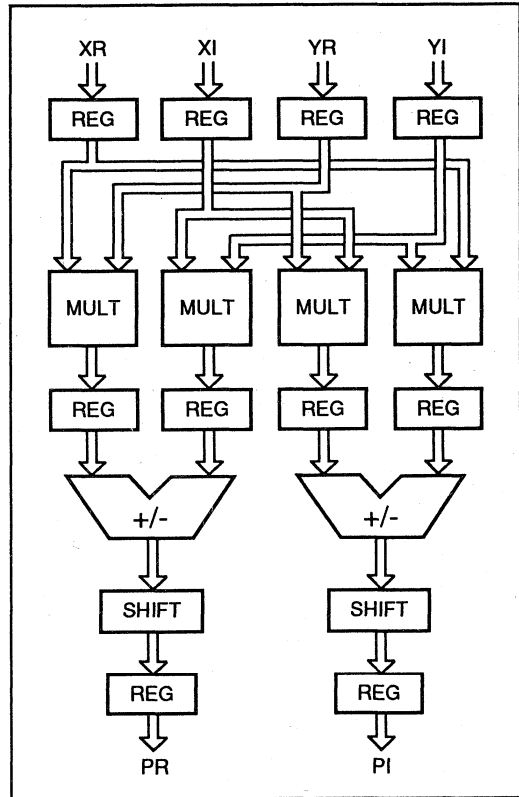 XR XI YR YI
REG REG REG REG
MULT MULT MULT MULT
REG REG REG REG
+/- +/-
SHIFT SHIFT
REG REG
PR PI